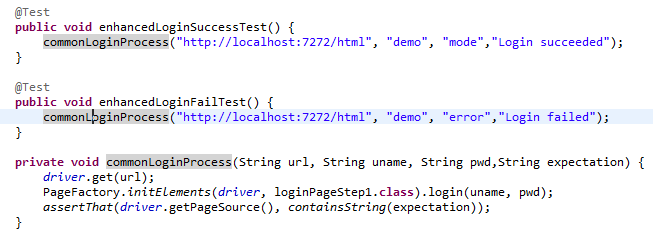 @Test
public void enhancedLoginSuccessTest() {
commonLoginProcess("http://localhost:7272/html", "demo", "mode","Login succeeded");
}
@Test
public void enhancedLoginFailTest() {
commonLoginProcess("http://localhost:7272/html", "demo", "error","Login failed");
}
private void commonLoginProcess(String url, String uname, String pwd,String expectation) {
driver.get(url);
PageFactory.initElements(driver, loginPageStep1.class).login(uname, pwd);
assertThat(driver.getPageSource(), containsString(expectation));
}